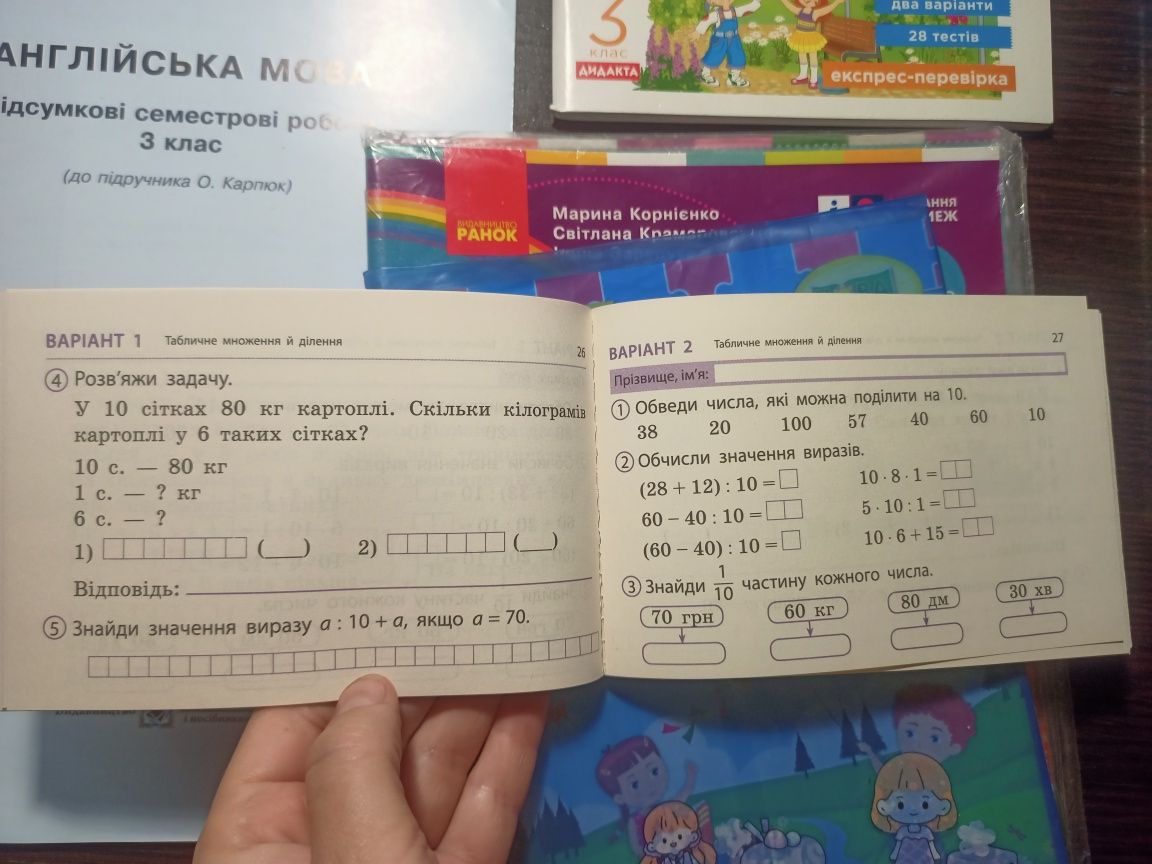 АНГЛІЙСЬКА МОВА
ідсумкові семестрові роб
3 клас
(до підручника О. Карпюк)
3
клас
ДИДАКТА
два варіанти
28 тестів
експрес-перевірка
ВИДАВНИЦТВО
РАНОК
Марина Корнієнко
Світлана
ВАРІАНТ 1 Табличне множення й ділення 26
4 Розв'яжи задачу.
У 10 сітках 80 кг картоплі. Скільки кілограмів
картоплі у 6 таких сітках?
10 с. — 80 кг
1 с. — ? кг
6 с. — ?
1) (___) 2) (___)
Відповідь:
5 Знайди значення виразу a : 10 + a, якщо a = 70.
ВАРІАНТ 2 Табличне множення й ділення 27
Прізвище, ім'я:
1 Обведи числа, які можна поділити на 10.
38 20 100 57 40 60 10
2 Обчисли значення виразів.
(28 + 12) : 10 = 10 · 8 · 1 =
60 – 40 : 10 = 5 · 10 : 1 =
(60 – 40) : 10 = 10 · 6 + 15 =
3 Знайди 1/10 частину кожного числа.
70 грн 60 кг 80 дм 30 хв